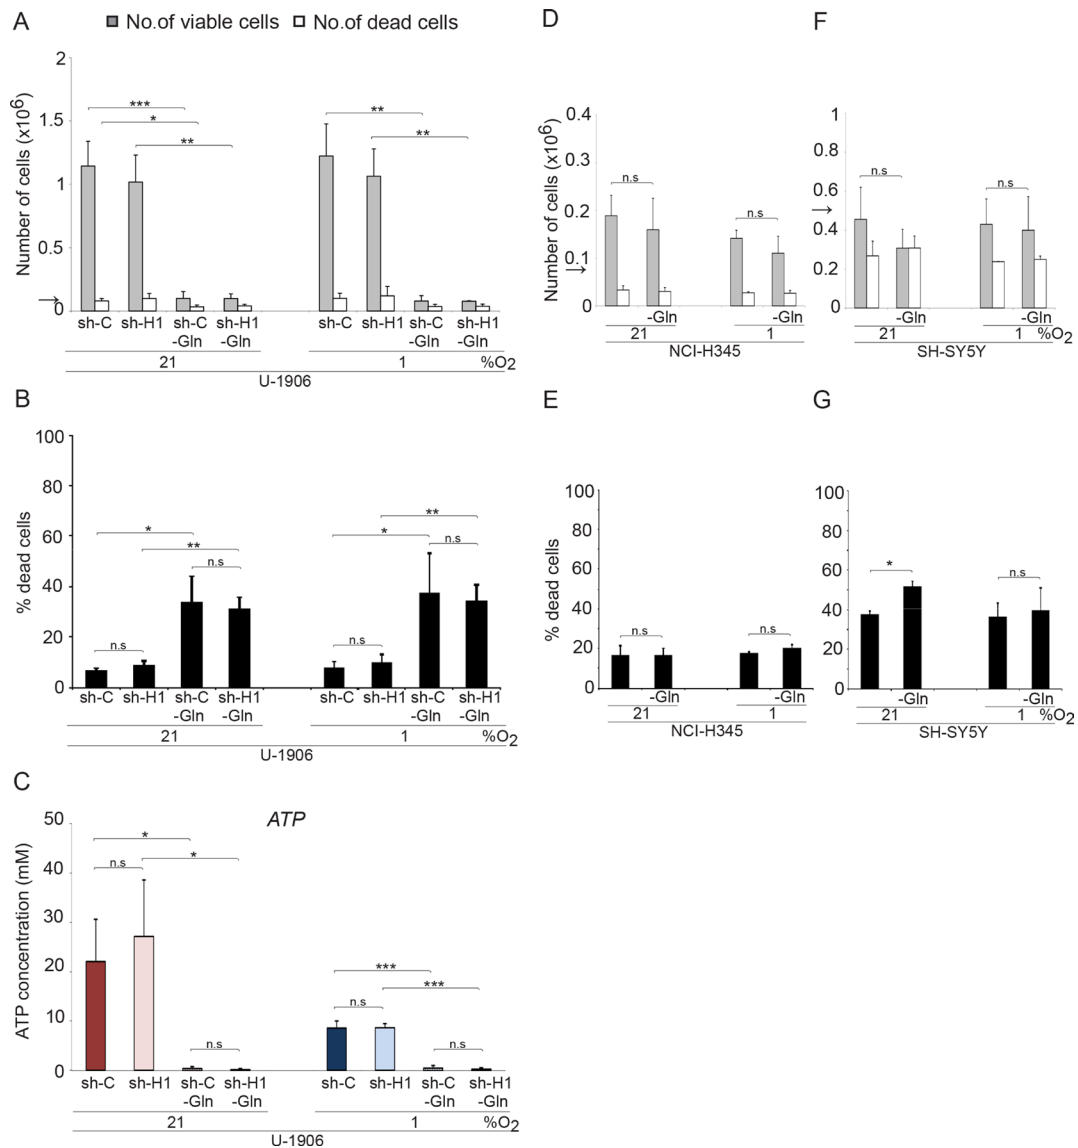 A
No.of viable cells No.of dead cells
Number of cells (x10⁶)
2
1.5
1
0.5
→
0
***
*
**
**
**
sh-C sh-H1 sh-C sh-H1 sh-C sh-H1 sh-C sh-H1
-Gln -Gln -Gln -Gln
21 1 %O₂
U-1906
B
% dead cells
100
80
60
40
20
0
n.s
*
**
n.s
n.s
*
**
n.s
sh-C sh-H1 sh-C sh-H1 sh-C sh-H1 sh-C sh-H1
-Gln -Gln -Gln -Gln
21 1 %O₂
U-1906
C
ATP
ATP concentration (mM)
50
40
30
20
10
0
*
n.s
*
n.s
***
n.s
***
n.s
sh-C sh-H1 sh-C sh-H1 sh-C sh-H1 sh-C sh-H1
-Gln -Gln -Gln -Gln
21 1 %O₂
U-1906
D
Number of cells (x10⁶)
0.4
0.3
0.2
0.1
→
0
n.s
n.s
-Gln -Gln
21 1
NCI-H345
E
% dead cells
100
80
60
40
20
0
n.s
n.s
-Gln -Gln
21 1
NCI-H345
F
1
0.8
0.6
→
0.4
0.2
0
n.s
n.s
-Gln -Gln
21 1 %O₂
SH-SY5Y
G
100
80
60
40
20
0
*
n.s
-Gln -Gln
21 1 %O₂
SH-SY5Y